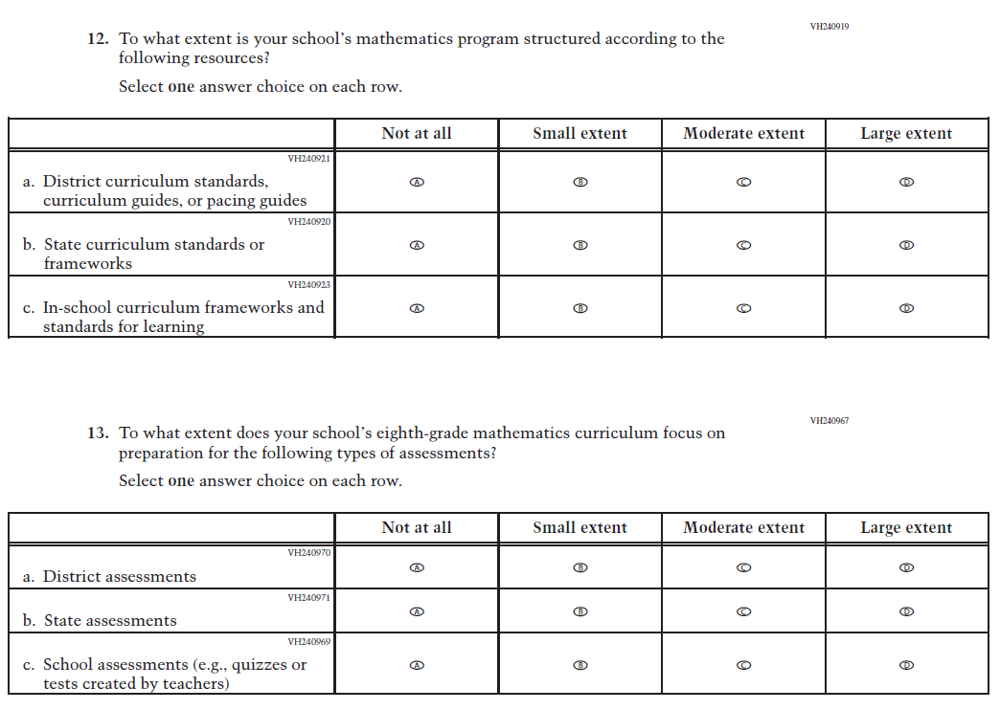 VH240919
12. To what extent is your school's mathematics program structured according to the
following resources?
Select one answer choice on each row.
Not at all Small extent Moderate extent Large extent
VH240921
a. District curriculum standards,
curriculum guides, or pacing guides
A B C D
VH240920
b. State curriculum standards or
frameworks
A B C D
VH240923
c. In-school curriculum frameworks and
standards for learning
A B C D
VH240967
13. To what extent does your school's eighth-grade mathematics curriculum focus on
preparation for the following types of assessments?
Select one answer choice on each row.
Not at all Small extent Moderate extent Large extent
VH240970
a. District assessments
A B C D
VH240971
b. State assessments
A B C D
VH240969
c. School assessments (e.g., quizzes or
tests created by teachers)
A B C D